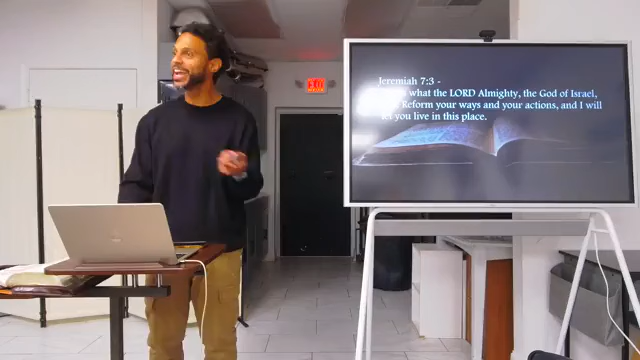 EXIT
Jeremiah 7:3 -
is what the LORD Almighty, the God of Israel,
Reform your ways and your actions, and I will
let you live in this place.